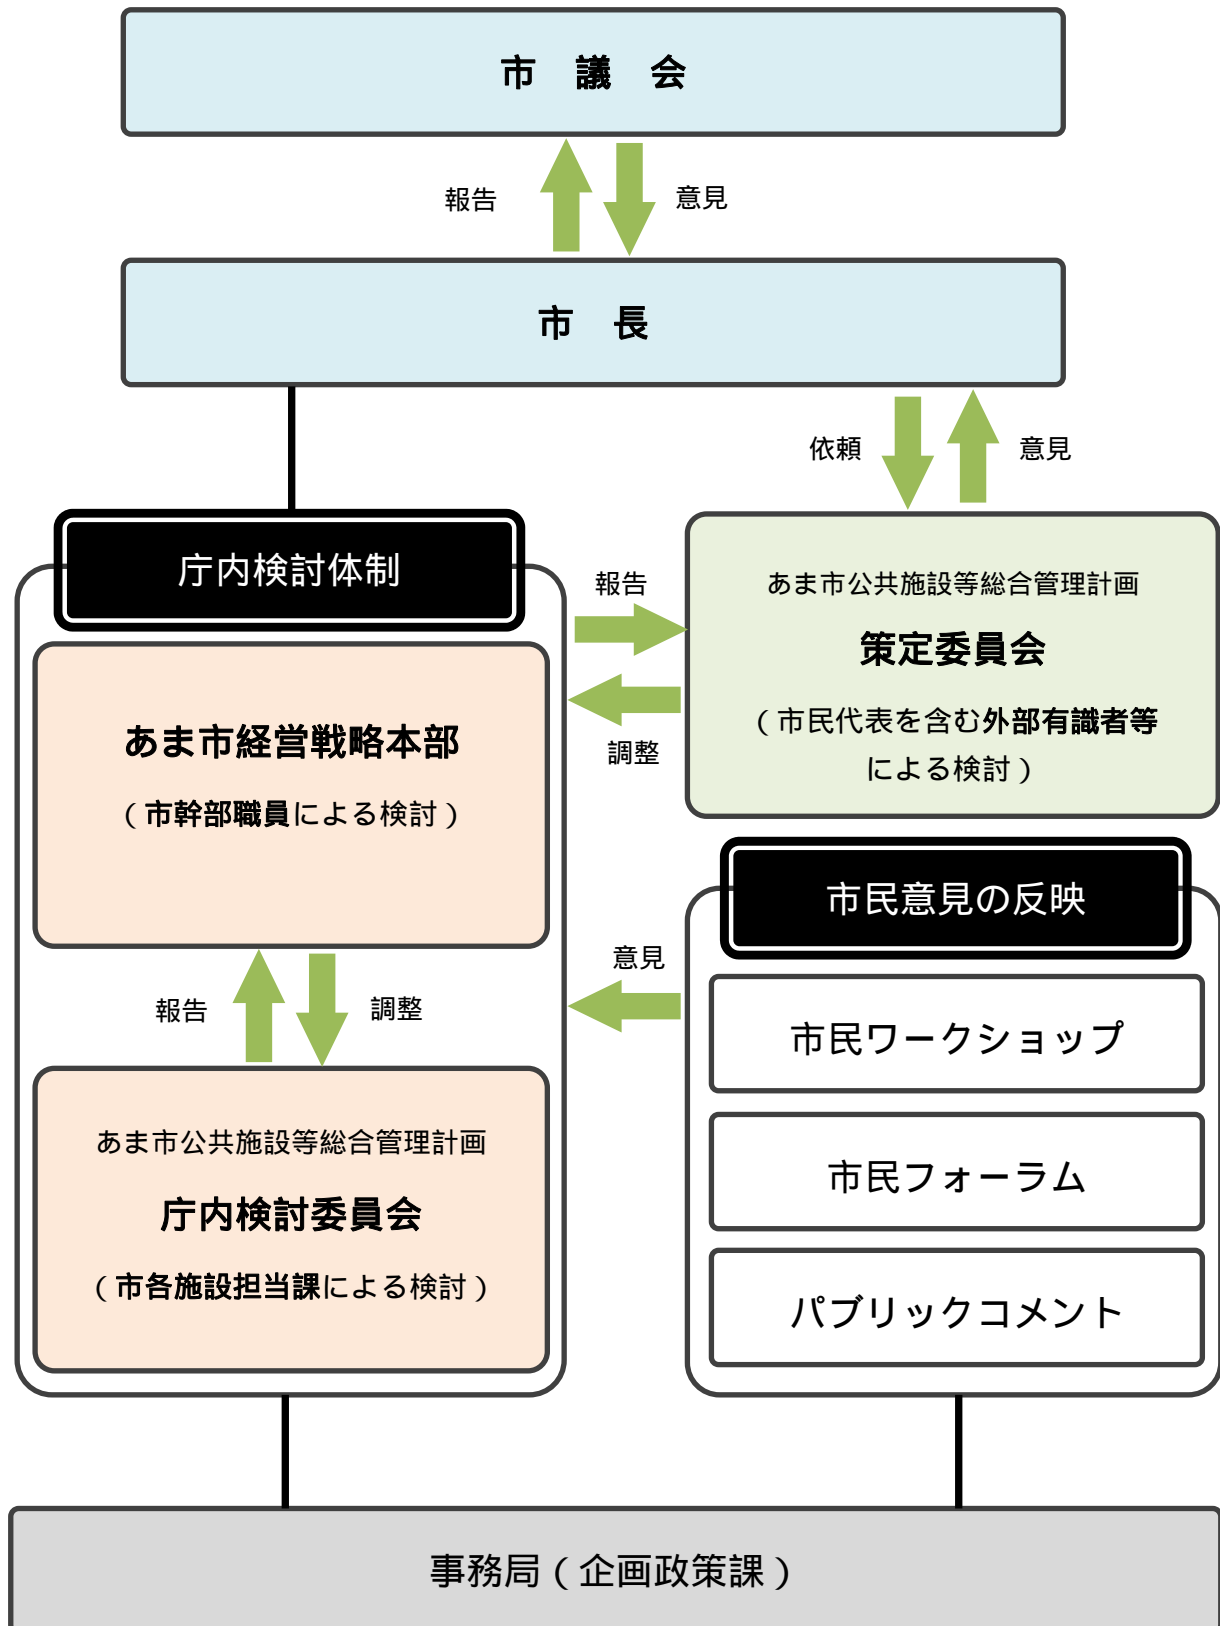 市　議　会
報告
意見
市　長
依頼
意見
庁内検討体制
報告
調整
あま市公共施設等総合管理計画
策定委員会
（市民代表を含む外部有識者等
による検討）
あま市経営戦略本部
（市幹部職員による検討）
報告
調整
あま市公共施設等総合管理計画
庁内検討委員会
（市各施設担当課による検討）
意見
市民意見の反映
市民ワークショップ
市民フォーラム
パブリックコメント
事務局（企画政策課）